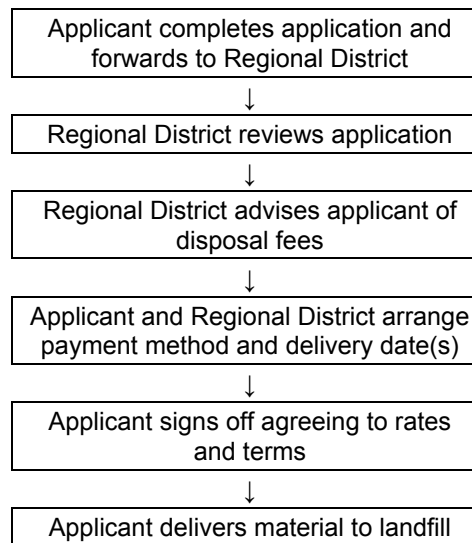 Applicant completes application and
forwards to Regional District
↓
Regional District reviews application
↓
Regional District advises applicant of
disposal fees
↓
Applicant and Regional District arrange
payment method and delivery date(s)
↓
Applicant signs off agreeing to rates
and terms
↓
Applicant delivers material to landfill